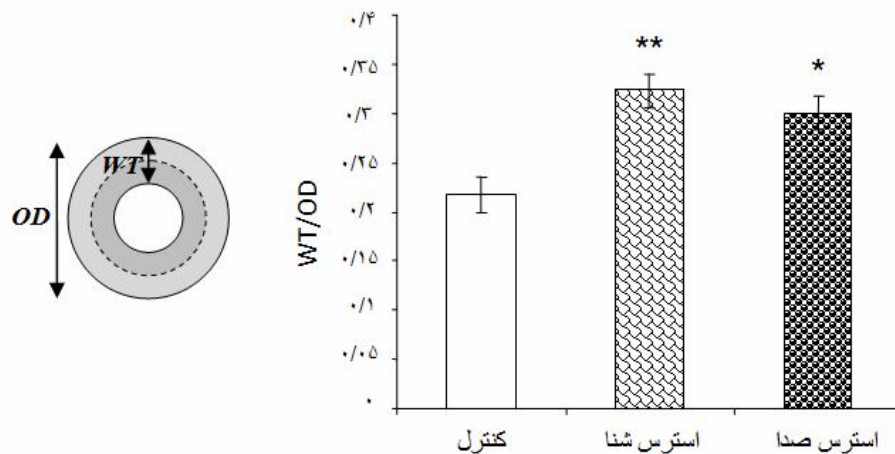 WT
OD
WT/OD
۰/۴
۰/۳۵
۰/۳
۰/۲۵
۰/۲
۰/۱۵
۰/۱
۰/۰۵
۰
**
*
کنترل
استرس شنا
استرس صدا